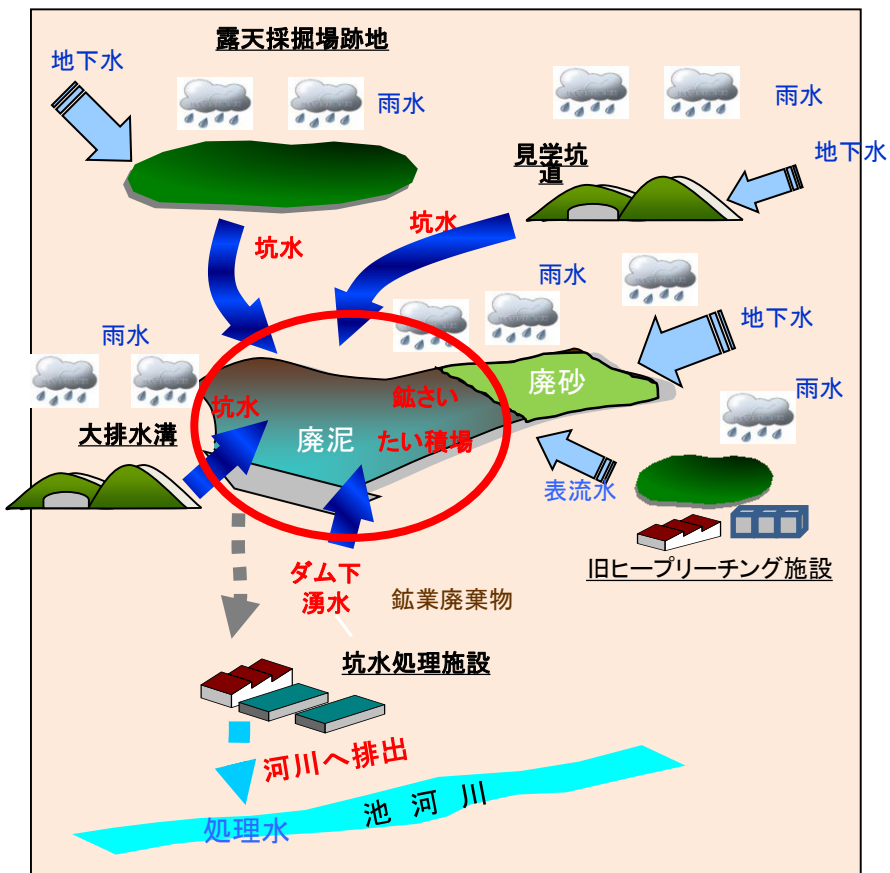 露天採掘場跡地
地下水
雨水
雨水
見学坑
道
地下水
坑水
坑水
雨水
地下水
雨水
雨水
坑水
廃泥
鉱さい
たい積場
廃砂
大排水溝
表流水
旧ヒープリーチング施設
ダム下
湧水
鉱業廃棄物
坑水処理施設
河川へ排出
池河川
処理水